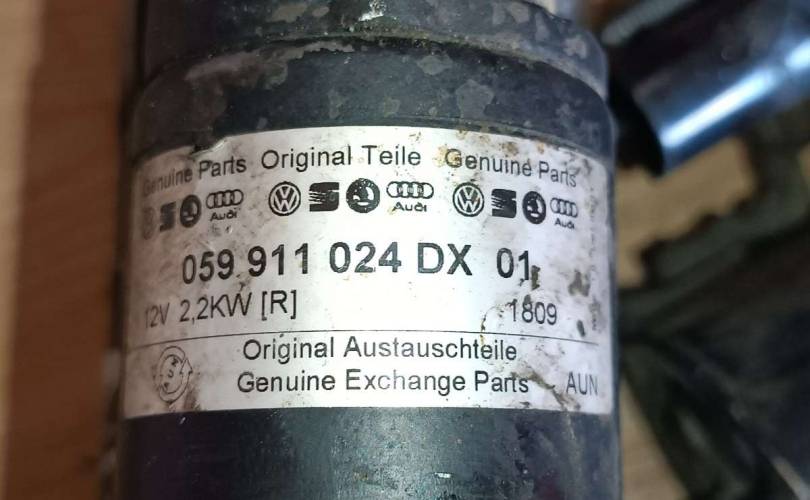 Genuine Parts Original Teile Genuine Parts
Audi Audi Audi
059 911 024 DX 01
12V 2,2KW [R] 1809
Original Austauschteile
Genuine Exchange Parts AUN